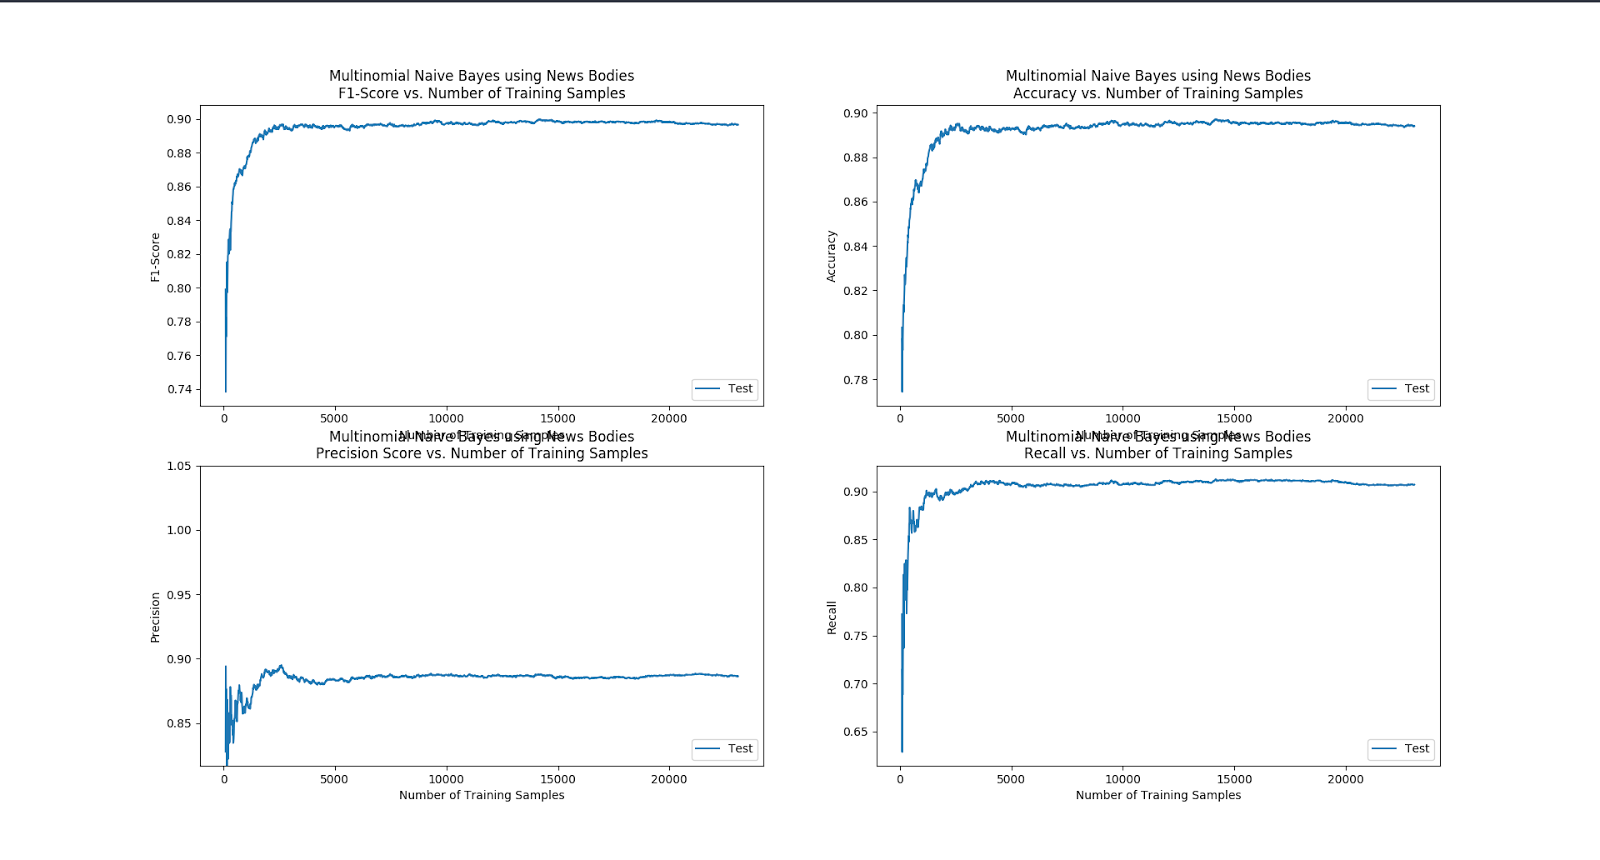 Multinomial Naive Bayes using News Bodies
F1-Score vs. Number of Training Samples
0.90
0.88
0.86
0.84
0.82
0.80
0.78
0.76
0.74
F1-Score
Test
0 5000 10000 15000 20000
Number of Training Samples
Multinomial Naive Bayes using News Bodies
Accuracy vs. Number of Training Samples
0.90
0.88
0.86
0.84
0.82
0.80
0.78
Accuracy
Test
0 5000 10000 15000 20000
Number of Training Samples
Multinomial Naive Bayes using News Bodies
Precision Score vs. Number of Training Samples
1.05
1.00
0.95
0.90
0.85
Precision
Test
0 5000 10000 15000 20000
Number of Training Samples
Multinomial Naive Bayes using News Bodies
Recall vs. Number of Training Samples
0.90
0.85
0.80
0.75
0.70
0.65
Recall
Test
0 5000 10000 15000 20000
Number of Training Samples